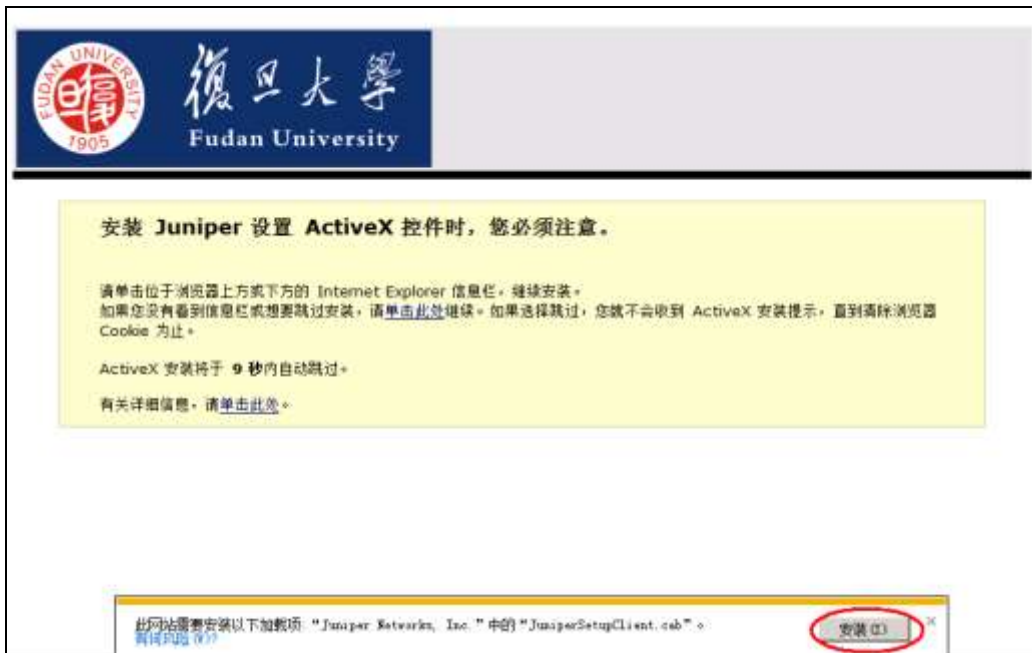 FUDAN UNIVERSITY
1905
復旦大學
Fudan University
安装 Juniper 设置 ActiveX 控件时，您必须注意。
请单击位于浏览器上方或下方的 Internet Explorer 信息栏，继续安装。
如果您没有看到信息栏或想要跳过安装，请单击此处继续。如果选择跳过，您就不会收到 ActiveX 安装提示，直到清除浏览器
Cookie 为止。
ActiveX 安装将于 9 秒内自动跳过。
有关详细信息，请单击此处。
此网站需要安装以下加载项: “Juniper Networks, Inc.”中的“JuniperSetupClient.cab”。
有何风险(W)?
安装(I)
×